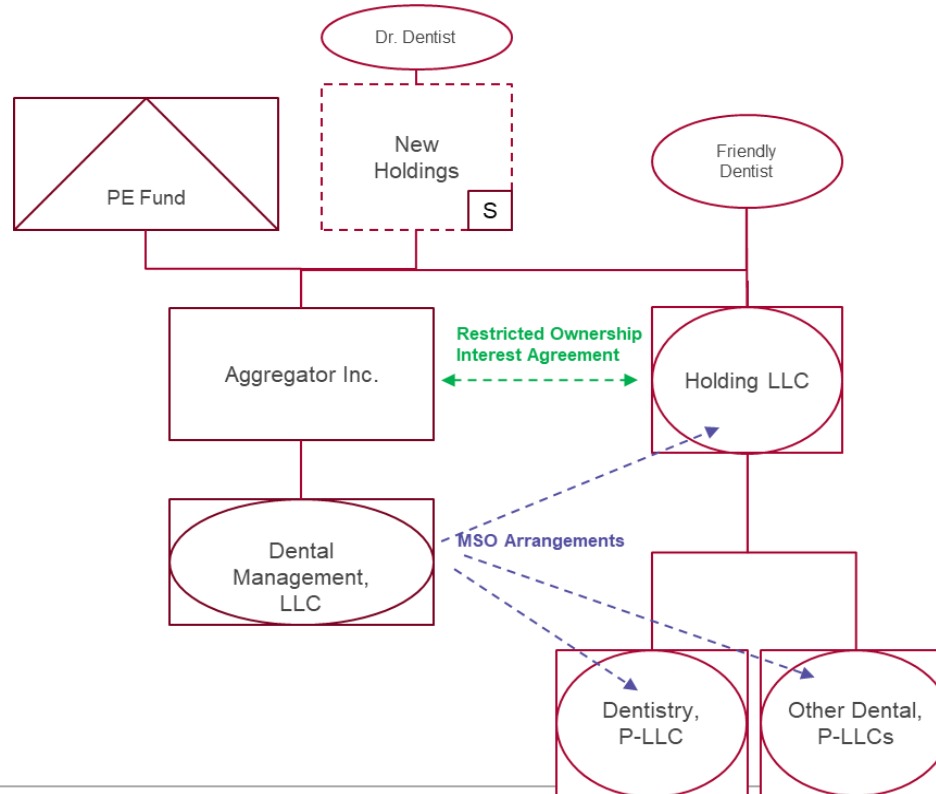 Dr. Dentist
New
Holdings
S
PE Fund
Friendly
Dentist
Aggregator Inc.
Restricted Ownership
Interest Agreement
Holding LLC
Dental
Management,
LLC
MSO Arrangements
Dentistry,
P-LLC
Other Dental,
P-LLCs